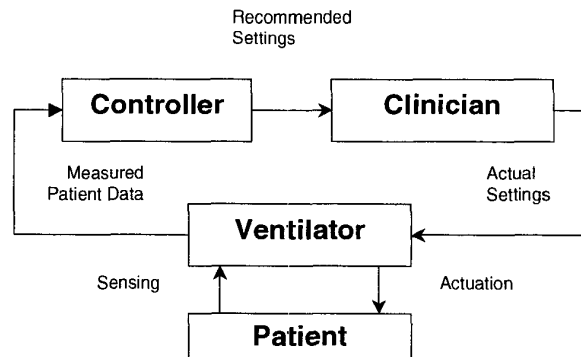 Recommended
Settings
Controller
Clinician
Measured
Patient Data
Actual
Settings
Ventilator
Sensing
Actuation
Patient